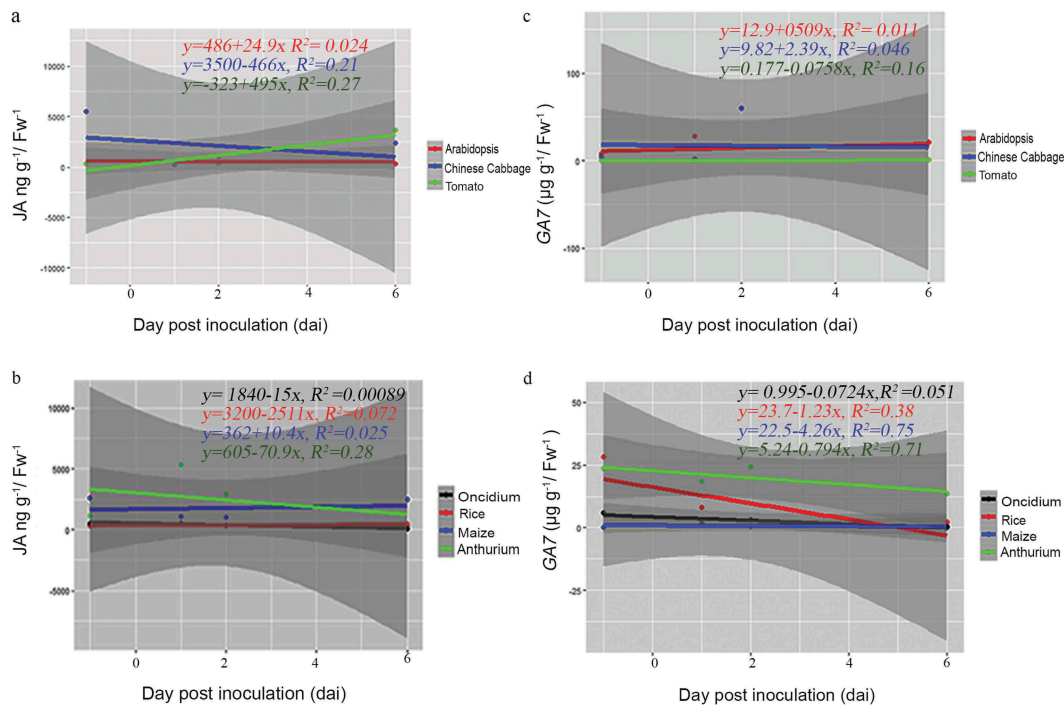 a
y=486+24.9x R²= 0.024
y=3500-466x, R²=0.21
y=-323+495x, R²=0.27
10000
5000
0
-5000
-10000
JA ng g⁻¹/ Fw⁻¹
0
2
4
6
Day post inoculation (dai)
Arabidopsis
Chinese Cabbage
Tomato
c
y=12.9+0509x, R²=0.011
y=9.82+2.39x, R²=0.046
y=0.177-0.0758x, R²=0.16
100
0
-100
GA7 (µg g⁻¹/ Fw⁻¹ )
0
2
4
6
Day post inoculation (dai)
Arabidopsis
Chinese Cabbage
Tomato
b
y= 1840-15x, R²=0.00089
y=3200-2511x, R²=0.072
y=362+10.4x, R²=0.025
y=605-70.9x, R²=0.28
10000
5000
0
-5000
JA ng g⁻¹/ Fw⁻¹
0
2
4
6
Day post inoculation (dai)
Oncidium
Rice
Maize
Anthurium
d
y= 0.995-0.0724x,R²=0.051
y=23.7-1.23x, R²=0.38
y=22.5-4.26x, R²=0.75
y=5.24-0.794x, R²=0.71
50
25
0
-25
GA7 (µg g⁻¹/ Fw⁻¹)
0
2
4
6
Day post inoculation (dai)
Oncidium
Rice
Maize
Anthurium